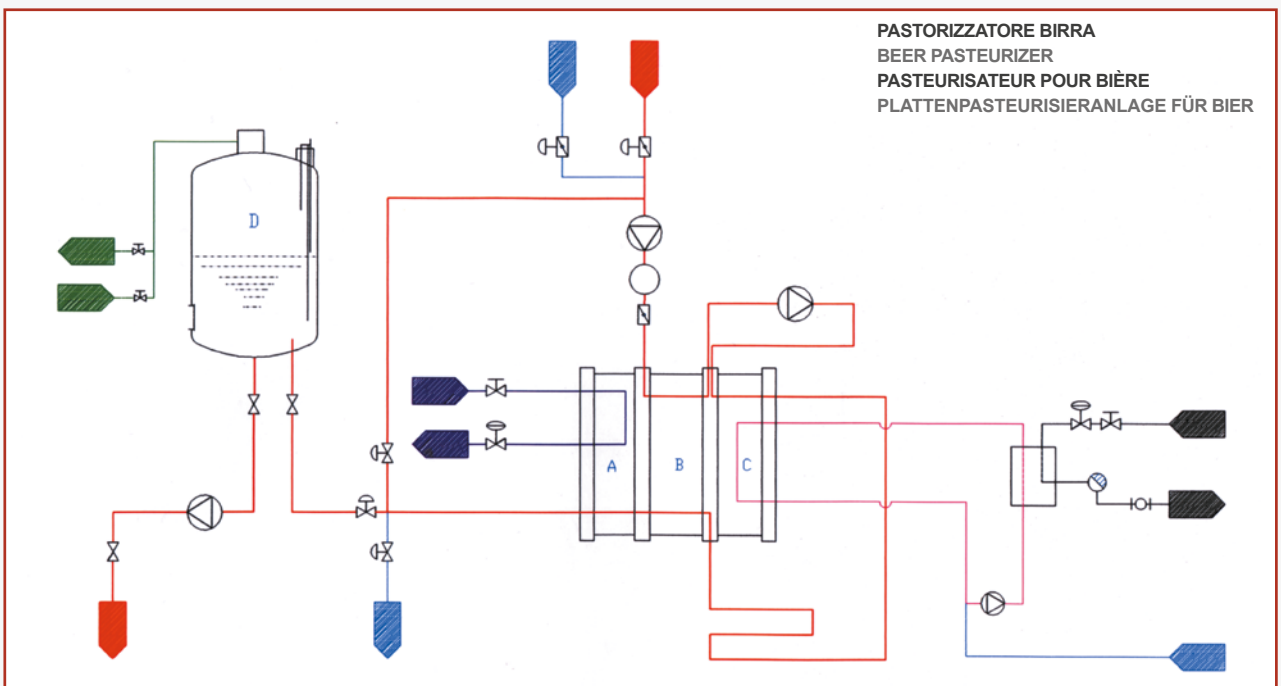 PASTORIZZATORE BIRRA
BEER PASTEURIZER
PASTEURISATEUR POUR BIÈRE
PLATTENPASTEURISIERANLAGE FÜR BIER
D
A
B
C